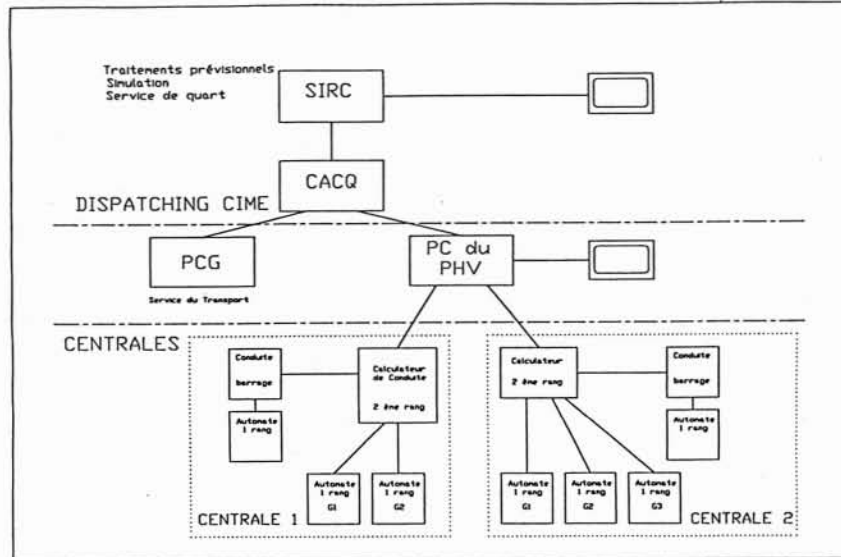 Traitements prévisionnels
Simulation
Service de quart
SIRC
CACQ
DISPATCHING CIME
PCG
Service du Transport
PC du
PHV
CENTRALES
Conduite
barrage
Automate
1 rang
Calculateur
de Conduite
2 ème rang
Automate
1 rang
G1
Automate
1 rang
G2
CENTRALE 1
Calculateur
2 ème rang
Conduite
barrage
Automate
1 rang
Automate
1 rang
G1
Automate
1 rang
G2
Automate
1 rang
G3
CENTRALE 2